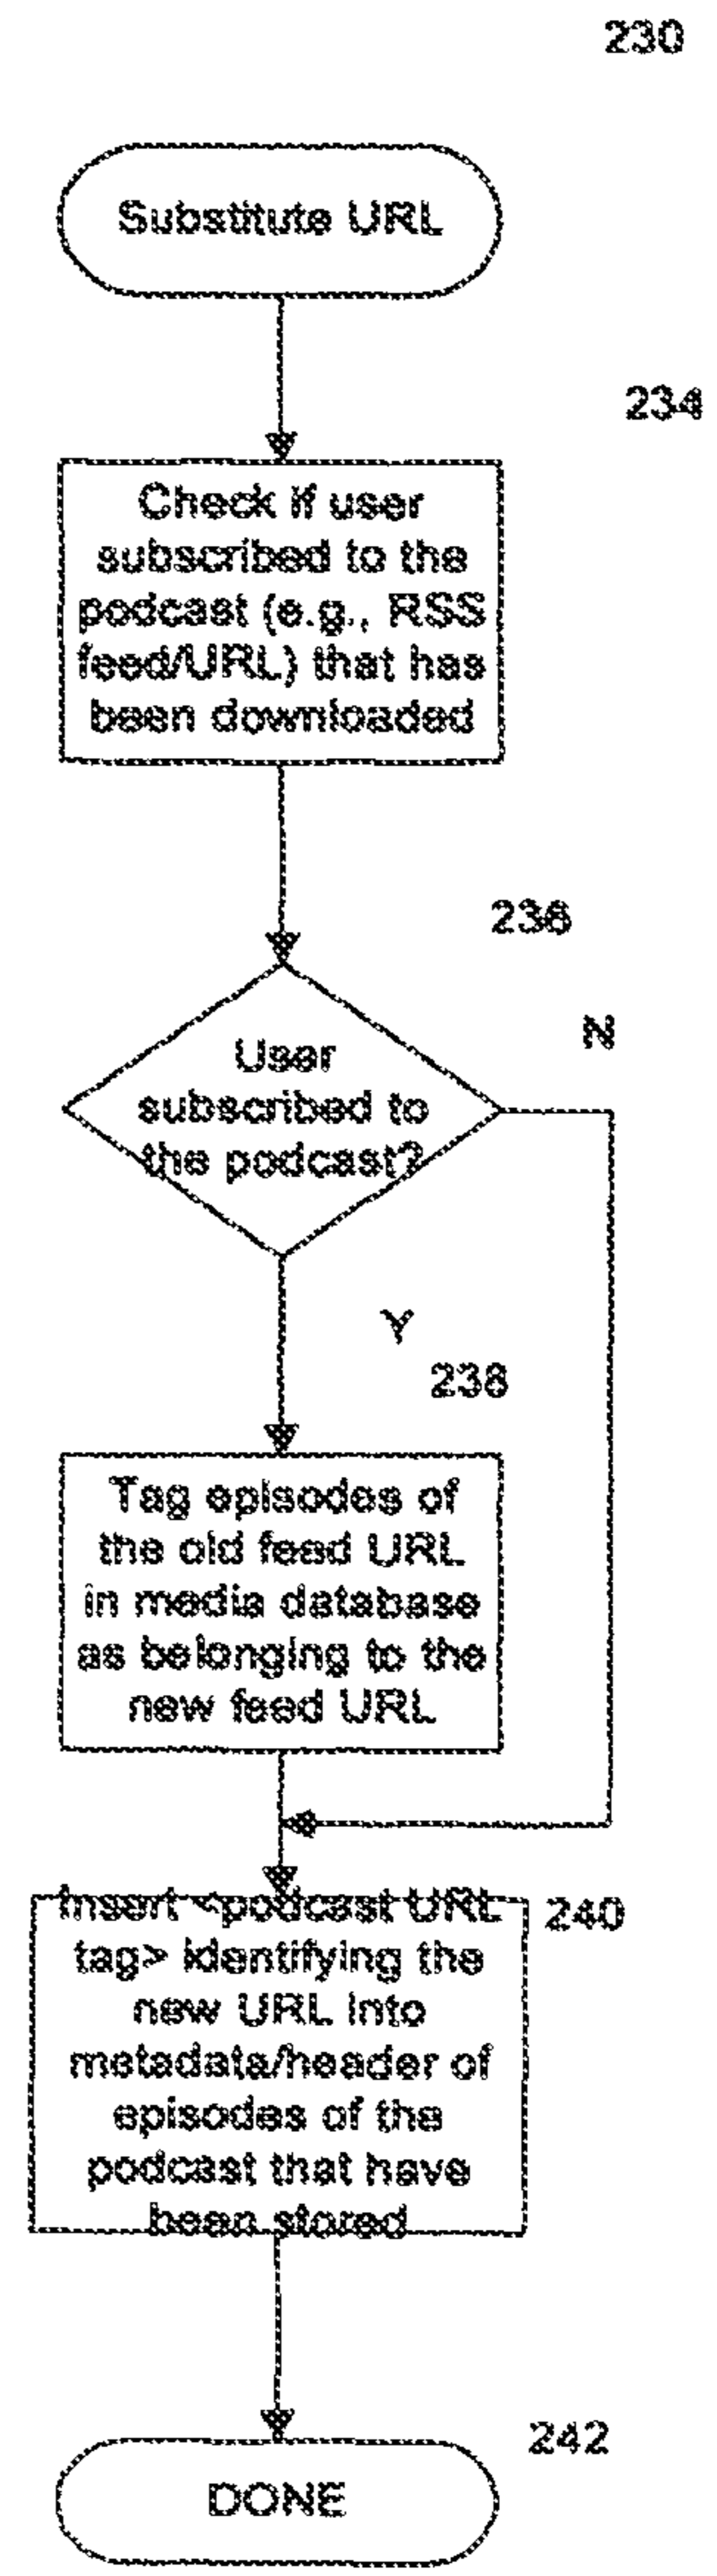 230
Substitute URL
234
Check if user
subscribed to the
podcast (e.g., RSS
feed/URL) that has
been downloaded
236
N
User
subscribed to
the podcast?
Y
238
Tag episodes of
the old feed URL
in media database
as belonging to the
new feed URL
Insert <podcast URL
240
tag> identifying the
new URL into
metadata/header of
episodes of the
podcast that have
been stored
242
DONE